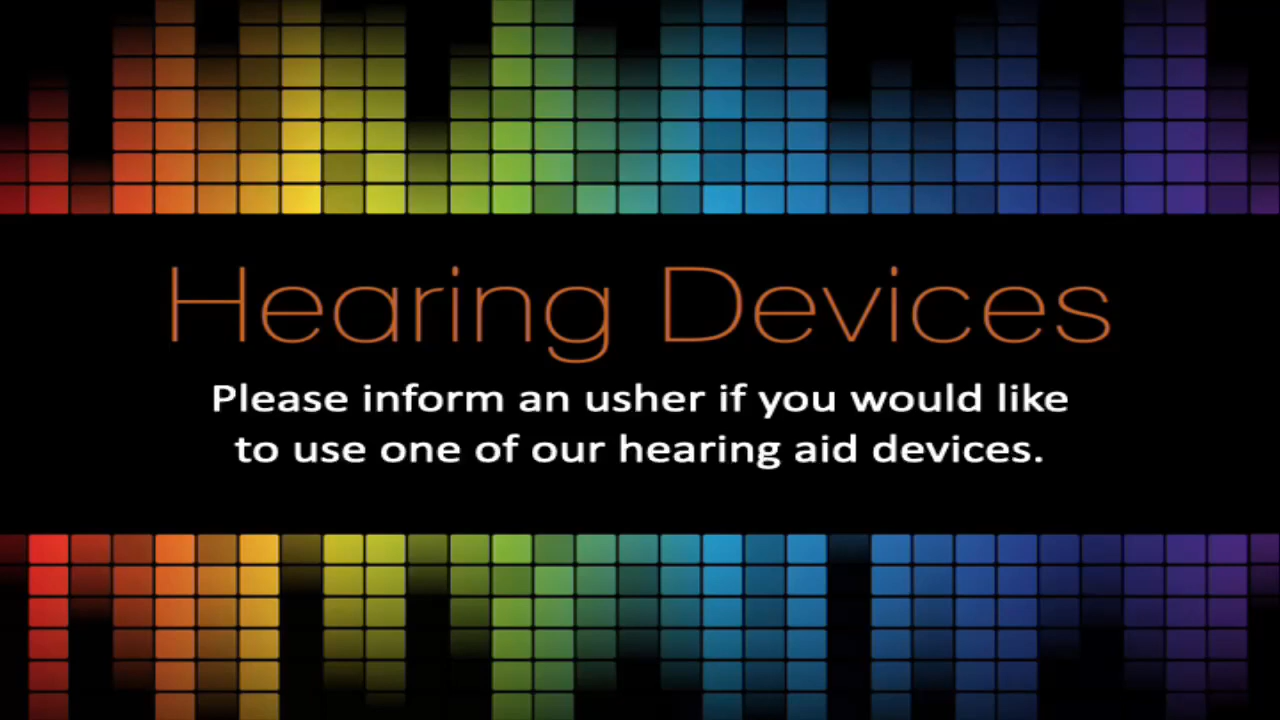 Hearing Devices
Please inform an usher if you would like
to use one of our hearing aid devices.